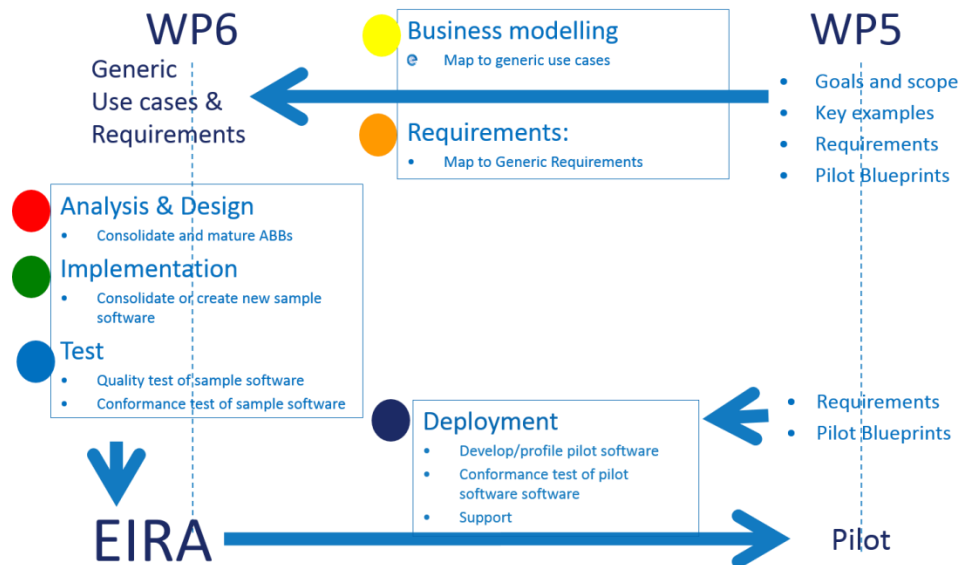 WP6
Generic
Use cases &
Requirements
Business modelling
Map to generic use cases
Requirements:
• Map to Generic Requirements
WP5
• Goals and scope
• Key examples
• Requirements
• Pilot Blueprints
Analysis & Design
• Consolidate and mature ABBs
Implementation
• Consolidate or create new sample
software
Test
• Quality test of sample software
• Conformance test of sample software
Deployment
• Develop/profile pilot software
• Conformance test of pilot
software software
• Support
• Requirements
• Pilot Blueprints
EIRA
Pilot